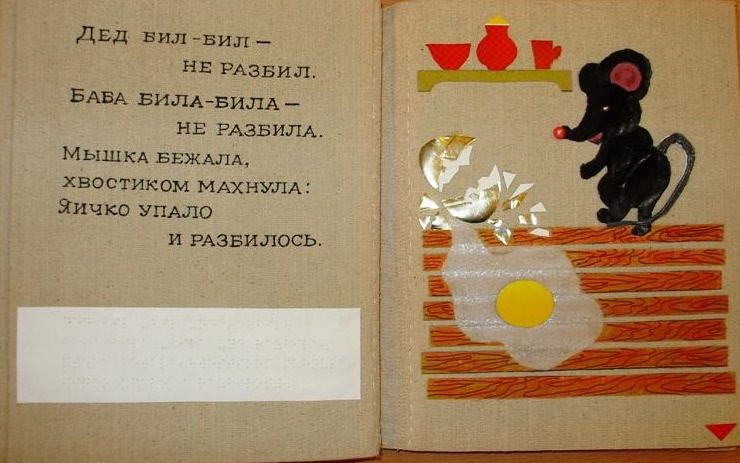 Дед бил-бил —
не разбил.
Баба била-била —
не разбила.
Мышка бежала,
хвостиком махнула:
Яичко упало
и разбилось.